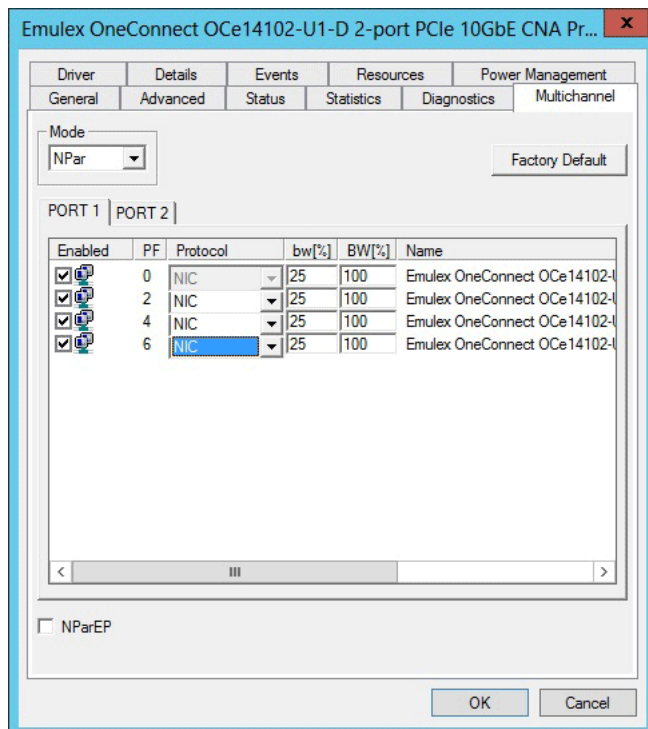 Emulex OneConnect OCe14102-U1-D 2-port PCIe 10GbE CNA Pr... x
Driver Details Events Resources Power Management
General Advanced Status Statistics Diagnostics Multichannel
Mode
NPar
Factory Default
PORT 1 PORT 2
Enabled PF Protocol bw[%] BW[%] Name
0 NIC 25 100 Emulex OneConnect OCe14102-U
2 NIC 25 100 Emulex OneConnect OCe14102-U
4 NIC 25 100 Emulex OneConnect OCe14102-U
6 NIC 25 100 Emulex OneConnect OCe14102-U
NParEP
OK Cancel